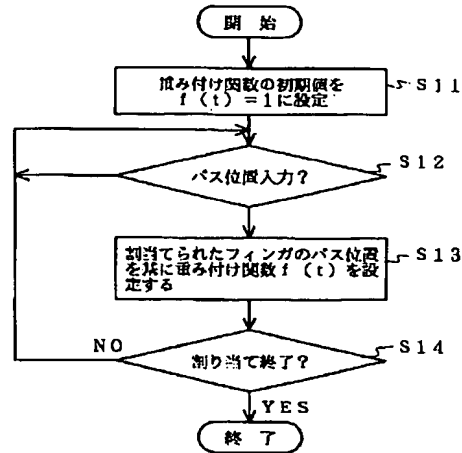 開 始
重み付け関数の初期値を
f (t) = 1に設定
S11
パス位置入力?
S12
割当てられたフィンガのパス位置
を基に重み付け関数 f (t) を設
定する
S13
割り当て終了?
S14
NO
YES
終 了